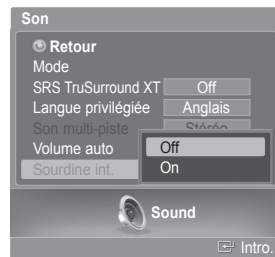 Son
Retour
Mode
SRS TruSurround XT Off
Langue privilégiée Anglais
Son multi-piste Stéréo
Volume auto Off
Sourdine int. On
Sound
Intro.